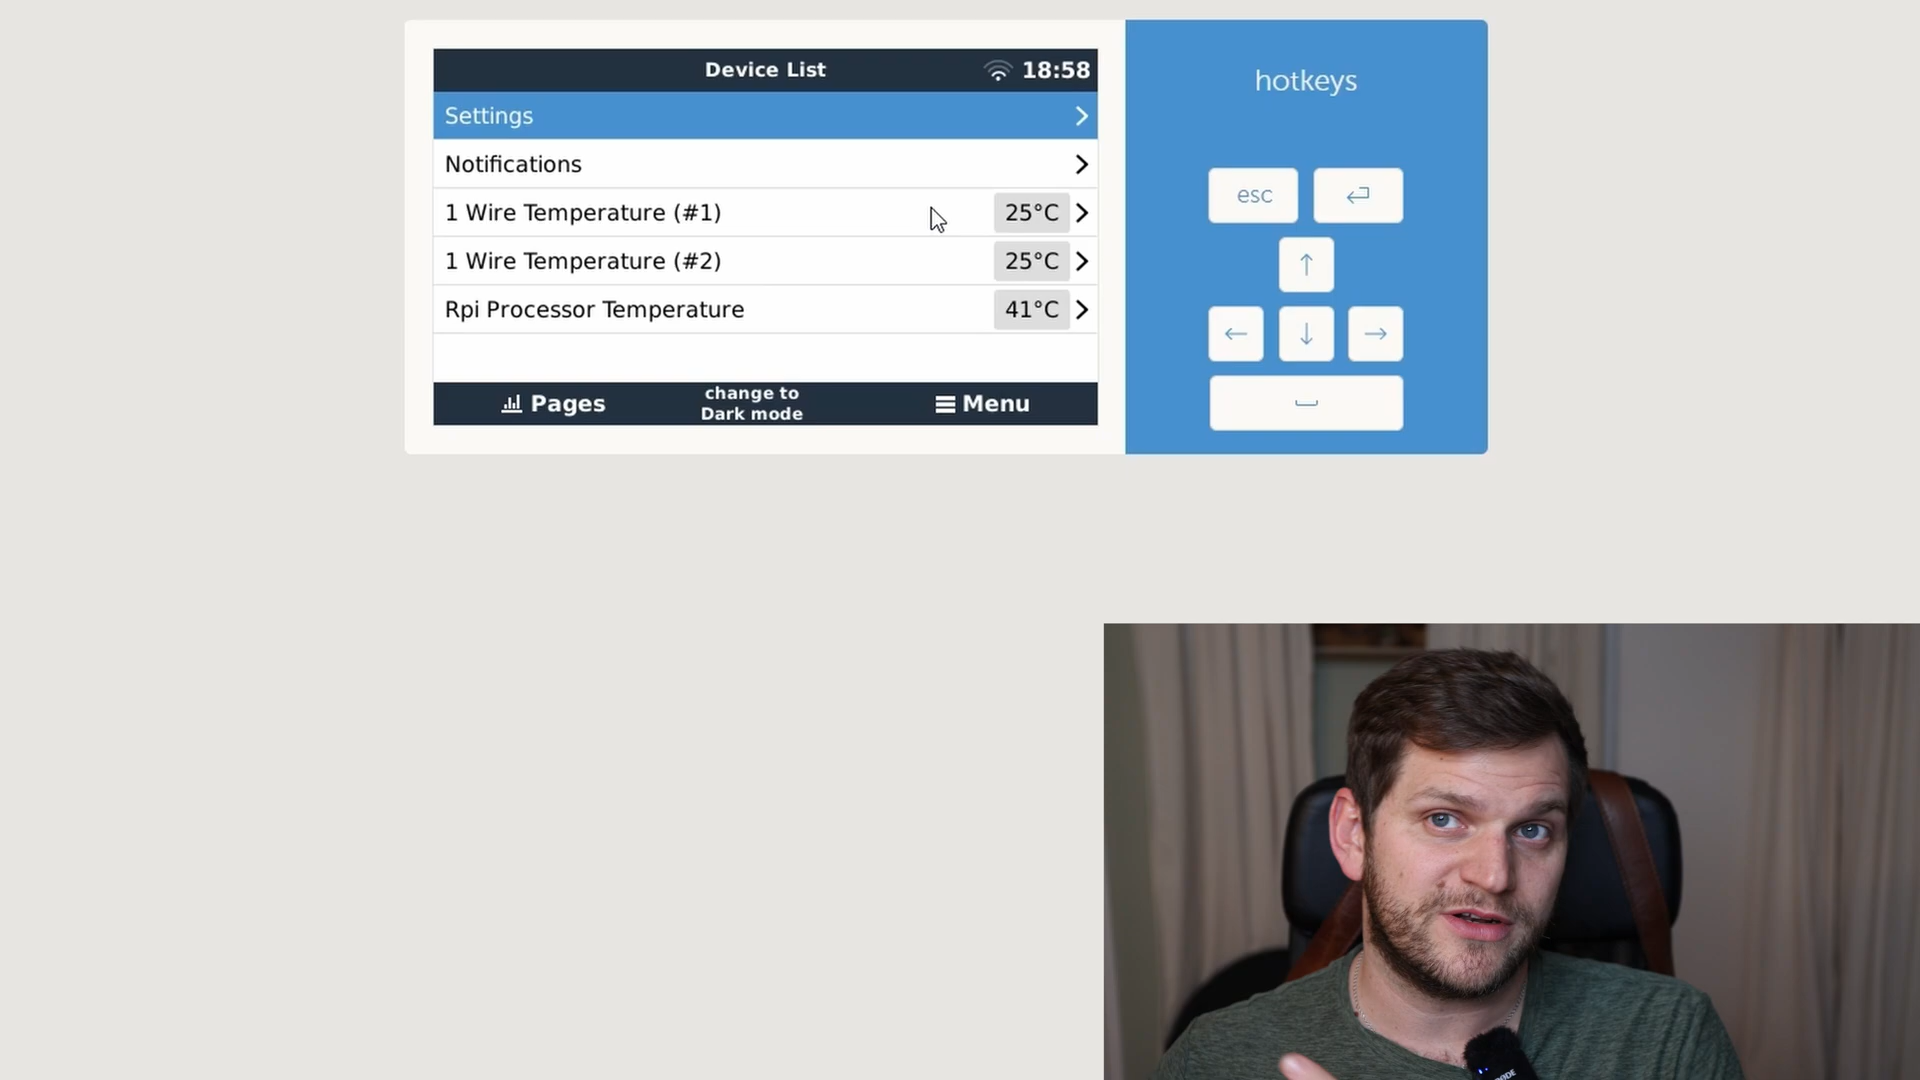 Device List
18:58
Settings
Notifications
1 Wire Temperature (#1)
25°C
1 Wire Temperature (#2)
25°C
Rpi Processor Temperature
41°C
Pages
change to
Dark mode
Menu
hotkeys
esc